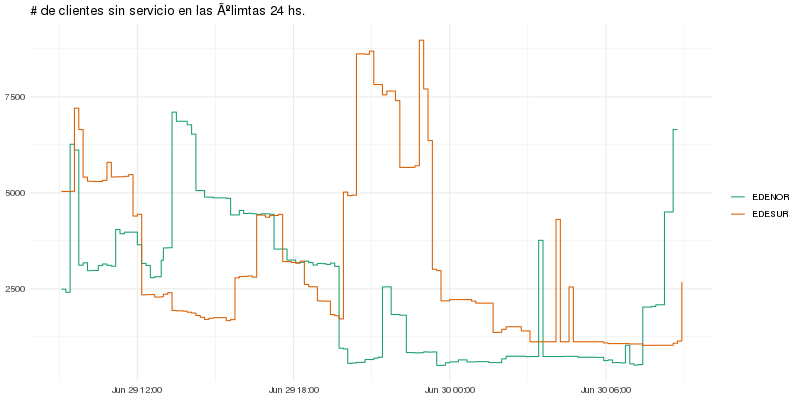 # de clientes sin servicio en las Ãºlimtas 24 hs.
7500
5000
2500
Jun 29 12:00
Jun 29 18:00
Jun 30 00:00
Jun 30 06:00
EDENOR
EDESUR